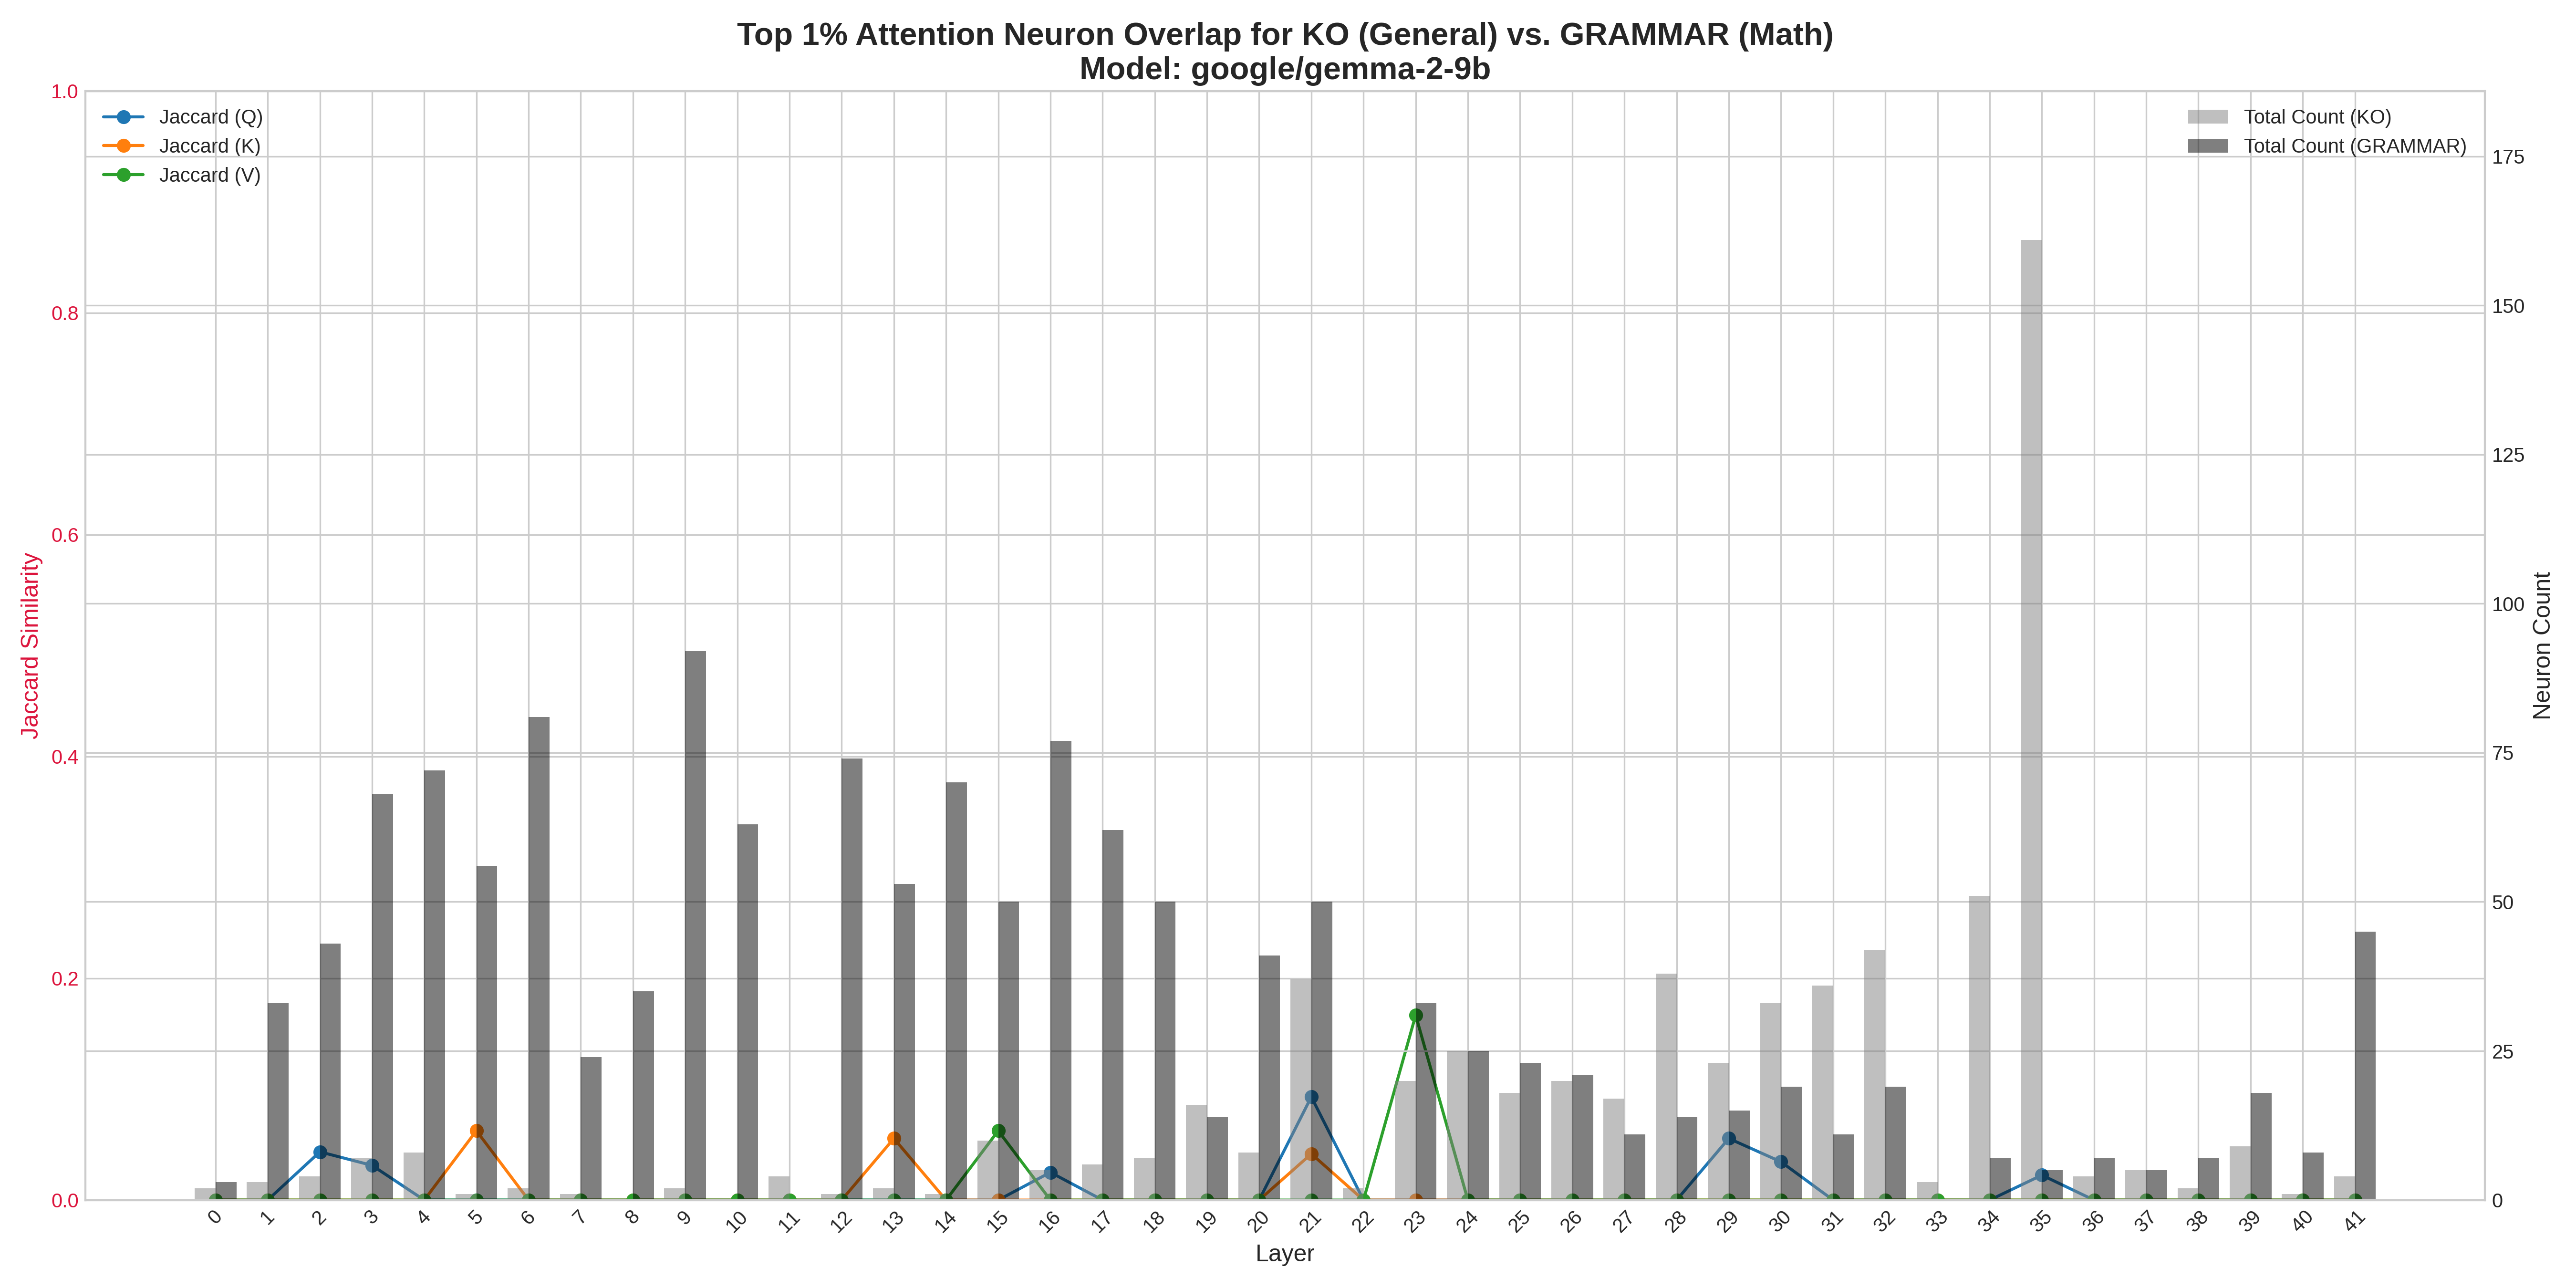 Top 1% Attention Neuron Overlap for KO (General) vs. GRAMMAR (Math)
Model: google/gemma-2-9b
Jaccard (Q)
Jaccard (K)
Jaccard (V)
Total Count (KO)
Total Count (GRAMMAR)
Jaccard Similarity
1.0
0.8
0.6
0.4
0.2
0.0
Neuron Count
175
150
125
100
75
50
25
0
0 1 2 3 4 5 6 7 8 9 10 11 12 13 14 15 16 17 18 19 20 21 22 23 24 25 26 27 28 29 30 31 32 33 34 35 36 37 38 39 40 41
Layer